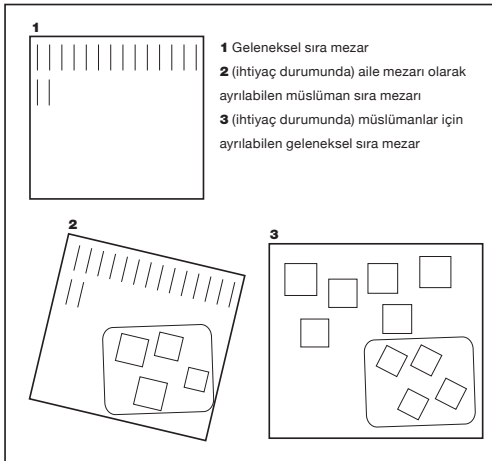 1
1 Geleneksel sıra mezar
2 (ihtiyaç durumunda) aile mezarı olarak
ayrılabilen müslüman sıra mezarı
3 (ihtiyaç durumunda) müslümanlar için
ayrılabilen geleneksel sıra mezar
2
3